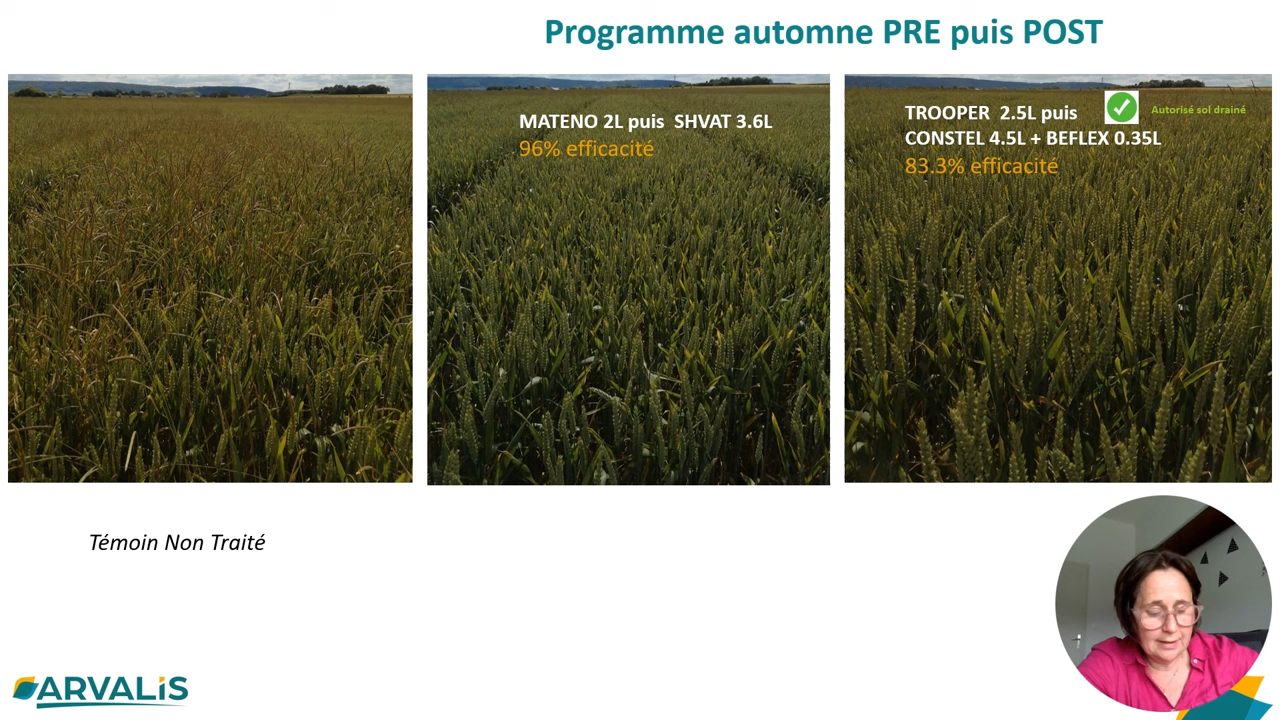 Programme automne PRE puis POST
MATENO 2L puis SHVAT 3.6L
96% efficacité
TROOPER 2.5L puis
Autorisé sol drainé
CONSTEL 4.5L + BEFLEX 0.35L
83.3% efficacité
Témoin Non Traité
ARVALiS